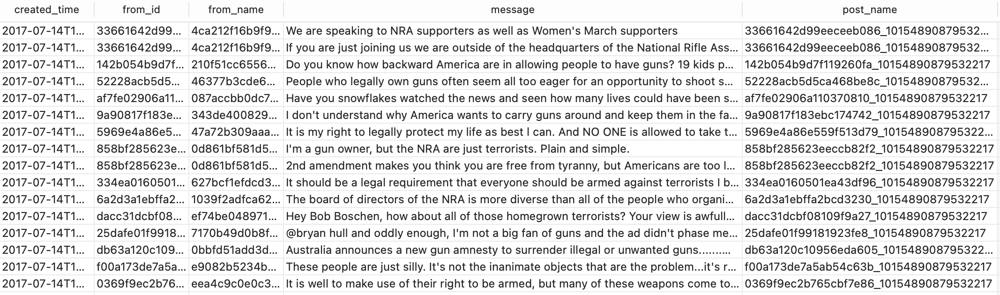 created_time from_id from_name message post_name
2017-07-14T1... 33661642d99... 4ca212f16b9f9... We are speaking to NRA supporters as well as Women's March supporters 33661642d99eeceeb086_10154890879532...
2017-07-14T1... 33661642d99... 4ca212f16b9f9... If you are just joining us we are outside of the headquarters of the National Rifle Ass... 33661642d99eeceeb086_10154890879532...
2017-07-14T1... 142b054b9d7f... 210f51cc6556... Do you know how backward America are in allowing people to have guns? 19 kids p... 142b054b9d7f119260fa_10154890879532217
2017-07-14T1... 52228acb5d5... 46377b3cde6... People who legally own guns often seem all too eager for an opportunity to shoot s... 52228acb5d5ca468be8c_10154890879532...
2017-07-14T1... af7fe02906a11... 087accbb0dc7... Have you snowflakes watched the news and seen how many lives could have been s... af7fe02906a110370810_10154890879532217
2017-07-14T1... 9a90817f183e... 343de400829... I don't understand why America wants to carry guns around and keep them in the fa... 9a90817f183ebc174742_10154890879532217
2017-07-14T1... 5969e4a86e5... 47a72b309aaa... It is my right to legally protect my life as best I can. And NO ONE is allowed to take t... 5969e4a86e559f513d79_101548908795322...
2017-07-14T1... 858bf285623e... 0d861bf581d5... I'm a gun owner, but the NRA are just terrorists. Plain and simple. 858bf285623eeccb82f2_10154890879532217
2017-07-14T1... 858bf285623e... 0d861bf581d5... 2nd amendment makes you think you are free from tyranny, but Americans are too l... 858bf285623eeccb82f2_10154890879532217
2017-07-14T1... 334ea0160501... 627bcf1efdcd3... It should be a legal requirement that everyone should be armed against terrorists I b... 334ea0160501ea43df96_10154890879532217
2017-07-14T1... 6a2d3a1ebffa2... 1039f2adfca62... The board of directors of the NRA is more diverse than all of the people who organi... 6a2d3a1ebffa2bcd3230_10154890879532217
2017-07-14T1... dacc31dcbf08... ef74be048971... Hey Bob Boschen, how about all of those homegrown terrorists? Your view is awfull... dacc31dcbf08109f9a27_10154890879532217
2017-07-14T1... 25dafe01f9918... 7170b49d0b8f... @bryan hull and oddly enough, I'm not a big fan of guns and the ad didn't phase me... 25dafe01f99181923fe8_10154890879532217
2017-07-14T1... db63a120c109... 0bbfd51add3d... Australia announces a new gun amnesty to surrender illegal or unwanted guns......... db63a120c10956eda605_101548908795322...
2017-07-14T1... f00a173de7a5a... e9082b5234b... These people are just silly. It's not the inanimate objects that are the problem...it's r... f00a173de7a5ab54c63b_10154890879532217
2017-07-14T1... 0369f9ec2b76... eea4c9c0e0c3... It is well to make use of their right to be armed, but many of these weapons come to... 0369f9ec2b765cbf7e86_10154890879532217